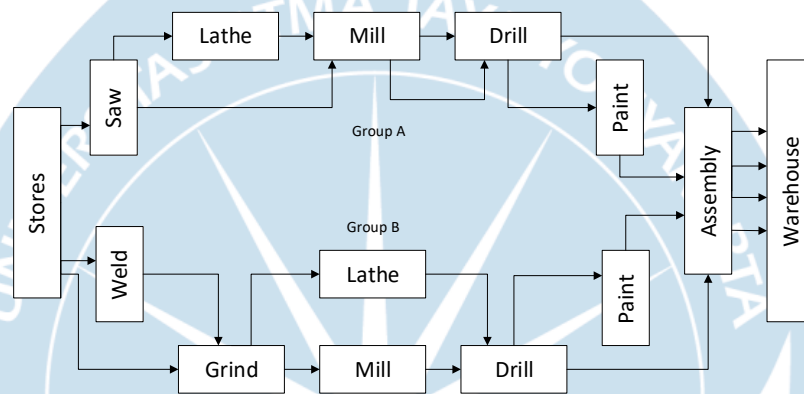 Lathe
Mill
Drill
Saw
Paint
Group A
Stores
Assembly
Warehouse
Group B
Weld
Lathe
Paint
Grind
Mill
Drill